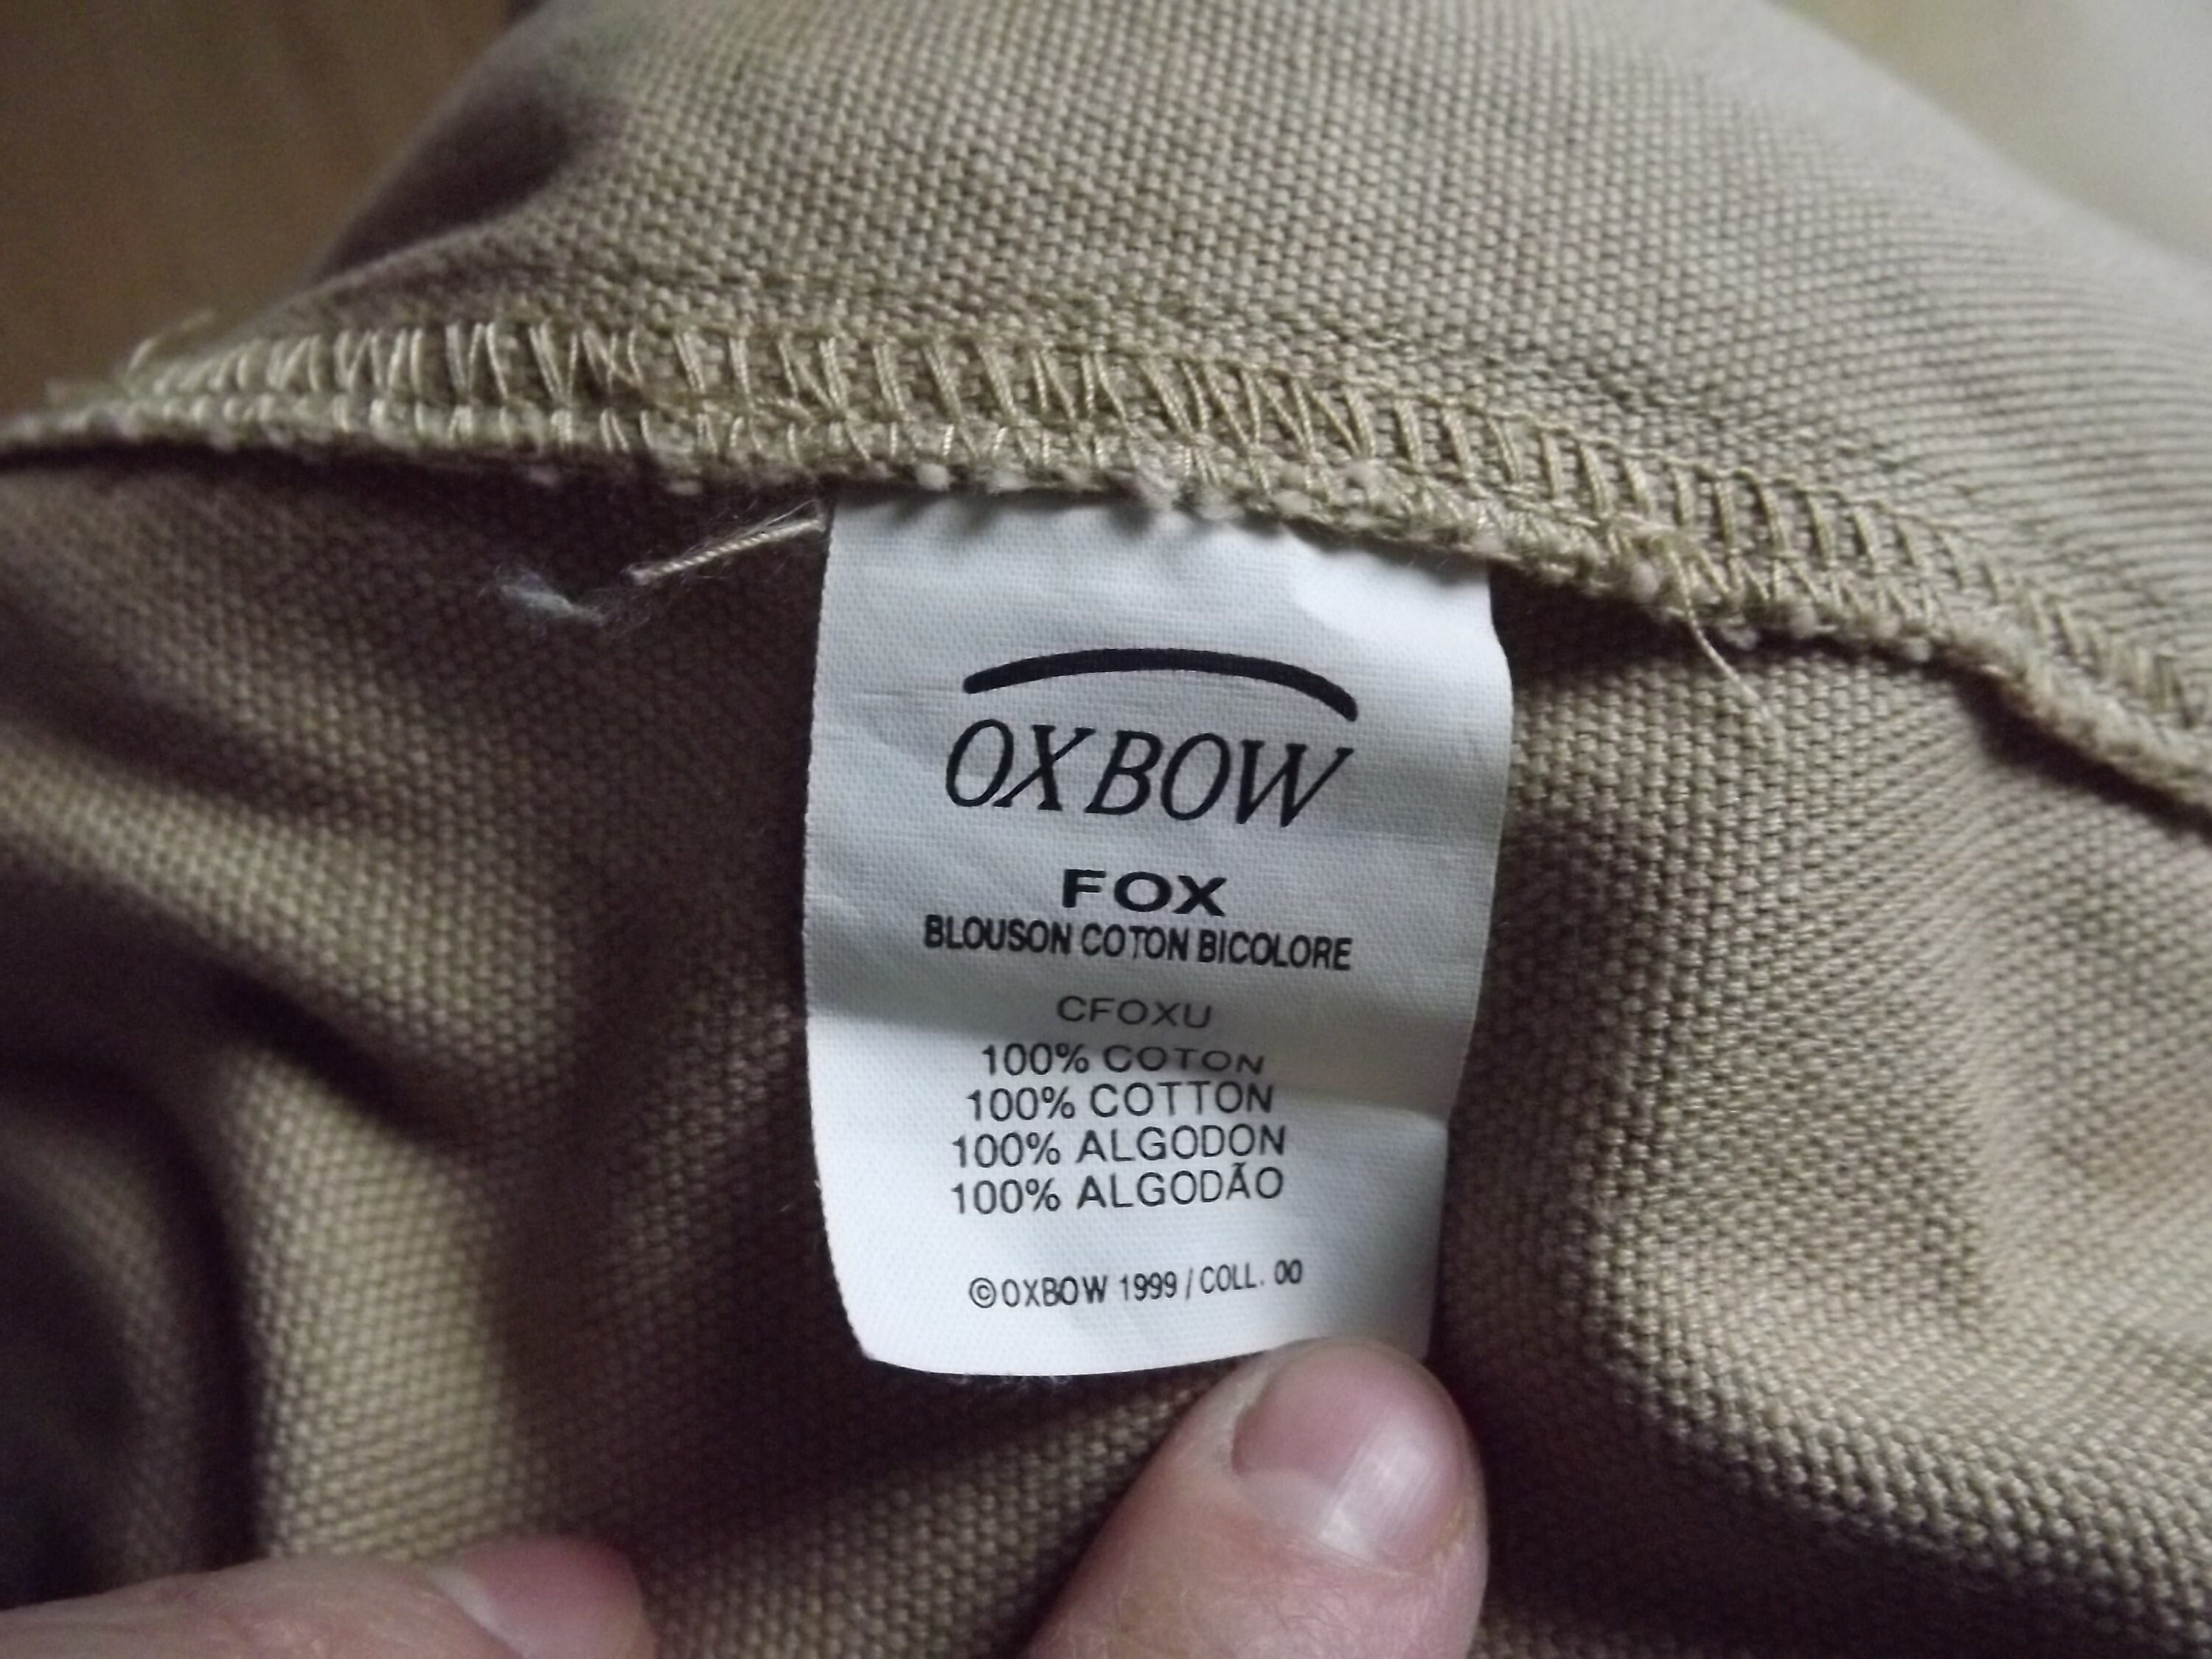 OXBOW
FOX
BLOUSON COTON BICOLORE
CFOXU
100% COTON
100% COTTON
100% ALGODON
100% ALGODÃO
©OXBOW 1999 / COLL. 00